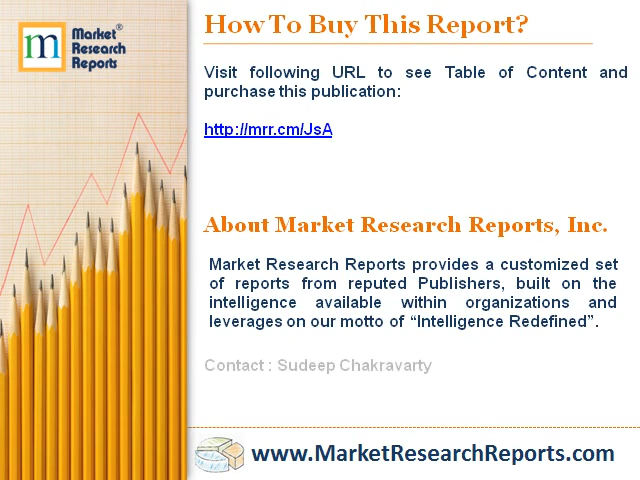 m
Market®
Research
Reports
How To Buy This Report?
Visit following URL to see Table of Content and
purchase this publication:
http://mrr.cm/JsA
About Market Research Reports, Inc.
Market Research Reports provides a customized set
of reports from reputed Publishers, built on the
intelligence available within organizations and
leverages on our motto of “Intelligence Redefined”.
Contact : Sudeep Chakravarty
www.MarketResearchReports.com